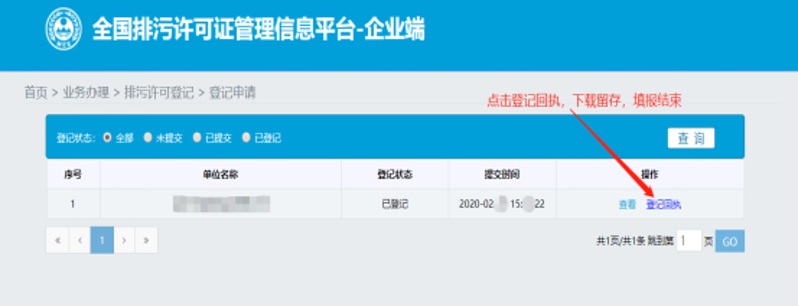 全国排污许可证管理信息平台-企业端
首页 > 业务办理 > 排污许可登记 > 登记申请
点击登记回执，下载留存，填报结束
登记状态： 全部 未提交 已提交 已登记 查 询
序号 单位名称 登记状态 提交时间 操作
1 已登记 2020-02 15: 22 查看 登记回执
« ‹ 1 › » 共1页/共1条 跳到第 1 页 GO